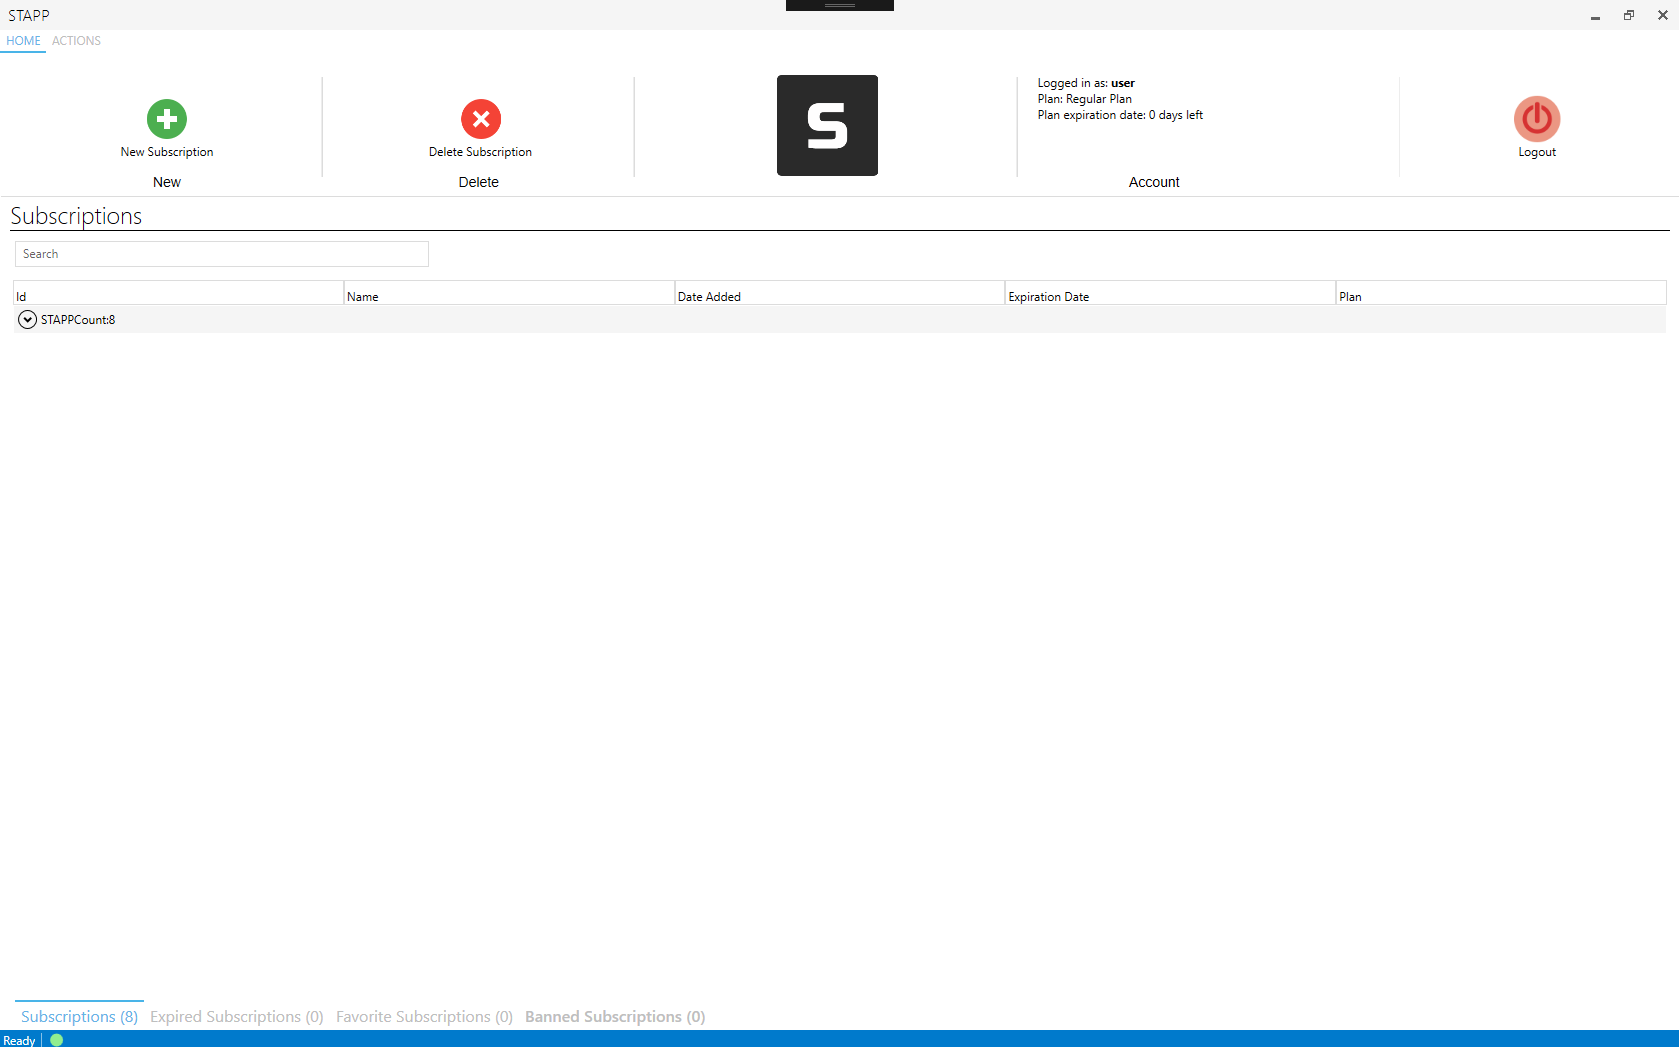 STAPP
HOME ACTIONS
New Subscription
New
Delete Subscription
Delete
S
Logged in as: user
Plan: Regular Plan
Plan expiration date: 0 days left
Account
Logout
Subscriptions
Search
Id Name Date Added Expiration Date Plan
STAPPCount:8
Subscriptions (8) Expired Subscriptions (0) Favorite Subscriptions (0) Banned Subscriptions (0)
Ready